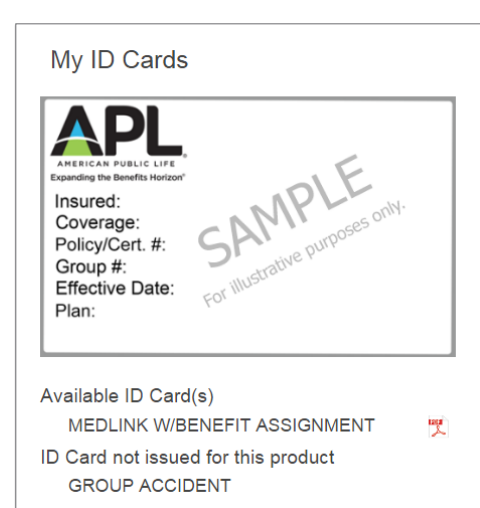 My ID Cards
APL
AMERICAN PUBLIC LIFE
Expanding the Benefits Horizon®
Insured:
Coverage:
Policy/Cert. #:
Group #:
Effective Date:
Plan:
SAMPLE
For illustrative purposes only.
Available ID Card(s)
MEDLINK W/BENEFIT ASSIGNMENT
PDF
ID Card not issued for this product
GROUP ACCIDENT